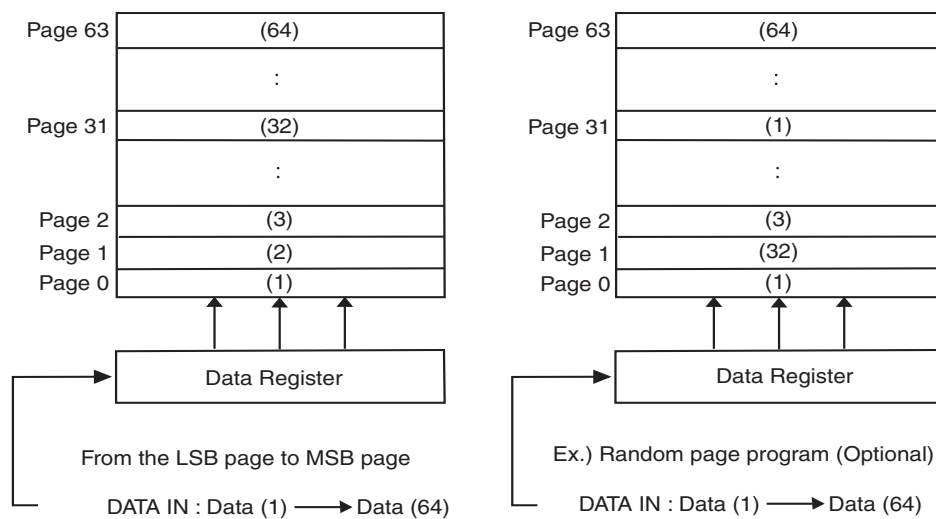 Page 63 (64)
:
Page 31 (32)
:
Page 2 (3)
Page 1 (2)
Page 0 (1)
Data Register
From the LSB page to MSB page
DATA IN : Data (1) → Data (64)
Page 63 (64)
:
Page 31 (1)
:
Page 2 (3)
Page 1 (32)
Page 0 (1)
Data Register
Ex.) Random page program (Optional)
DATA IN : Data (1) → Data (64)